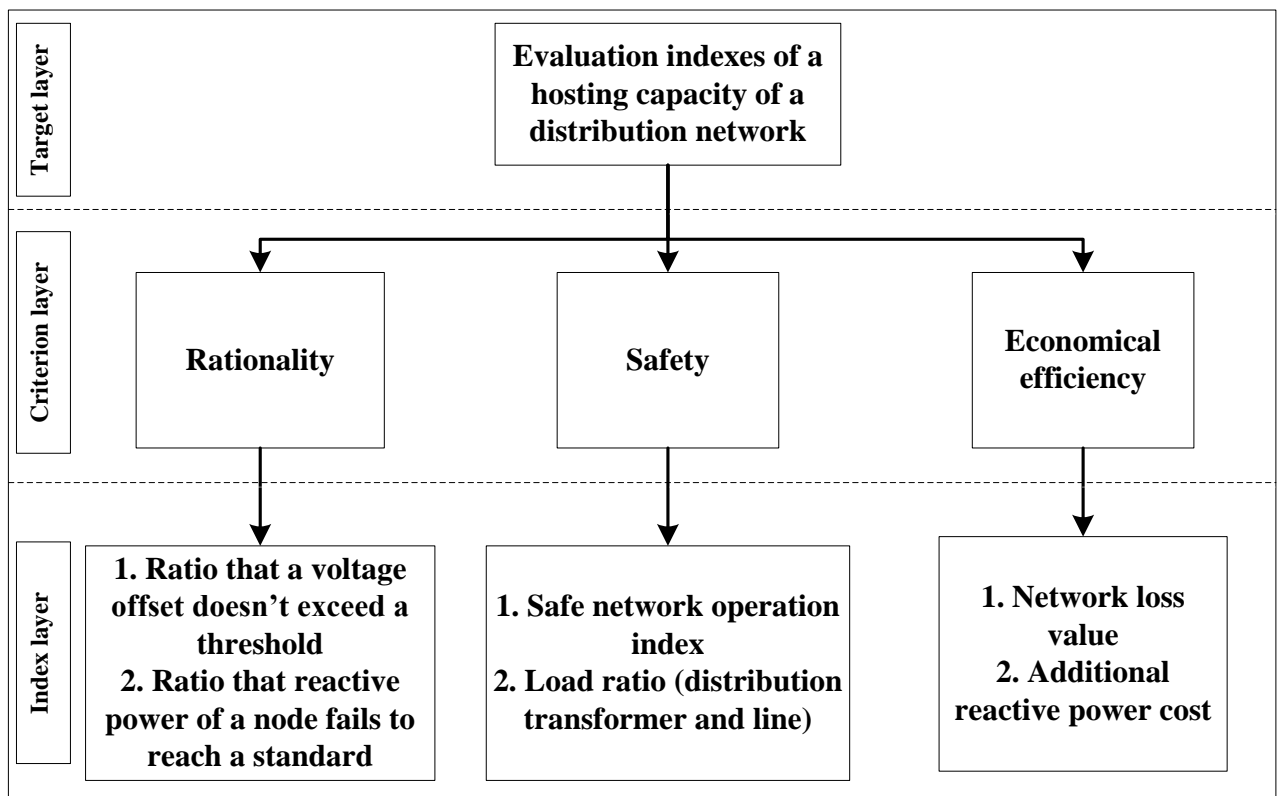 Target layer
Evaluation indexes of a
hosting capacity of a
distribution network
Criterion layer
Rationality
Safety
Economical
efficiency
Index layer
1. Ratio that a voltage
offset doesn’t exceed a
threshold
2. Ratio that reactive
power of a node fails to
reach a standard
1. Safe network operation
index
2. Load ratio (distribution
transformer and line)
1. Network loss
value
2. Additional
reactive power cost